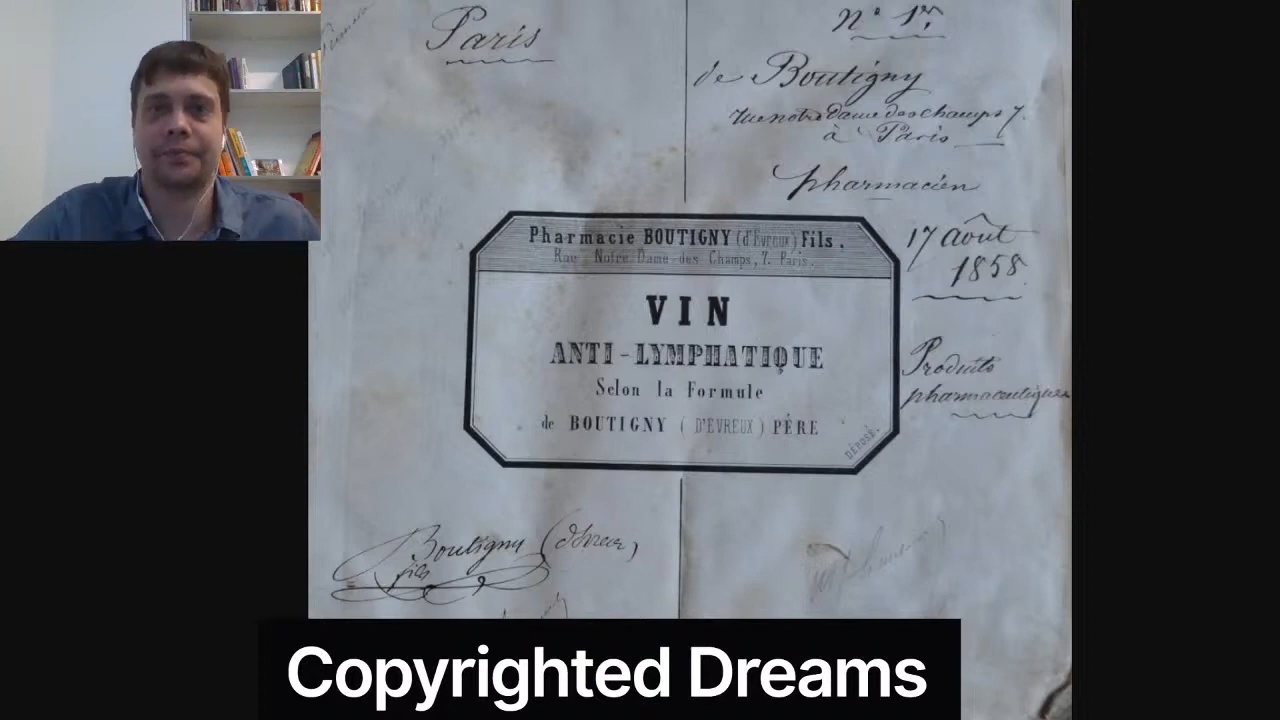 Paris
N° 1er
de Boutigny
rue notre dame des champs 7.
à Paris
pharmacien
17 août
1858
Pharmacie BOUTIGNY (d'Evreux) Fils.
Rue Notre-Dame-des Champs, 7. Paris.
VIN
ANTI-LYMPHATIQUE
Selon la Formule
de BOUTIGNY (D'EVREUX) PÈRE
DÉPOSÉ.
Produits
pharmaceutiques
Boutigny (d'Evreux)
fils
Copyrighted Dreams